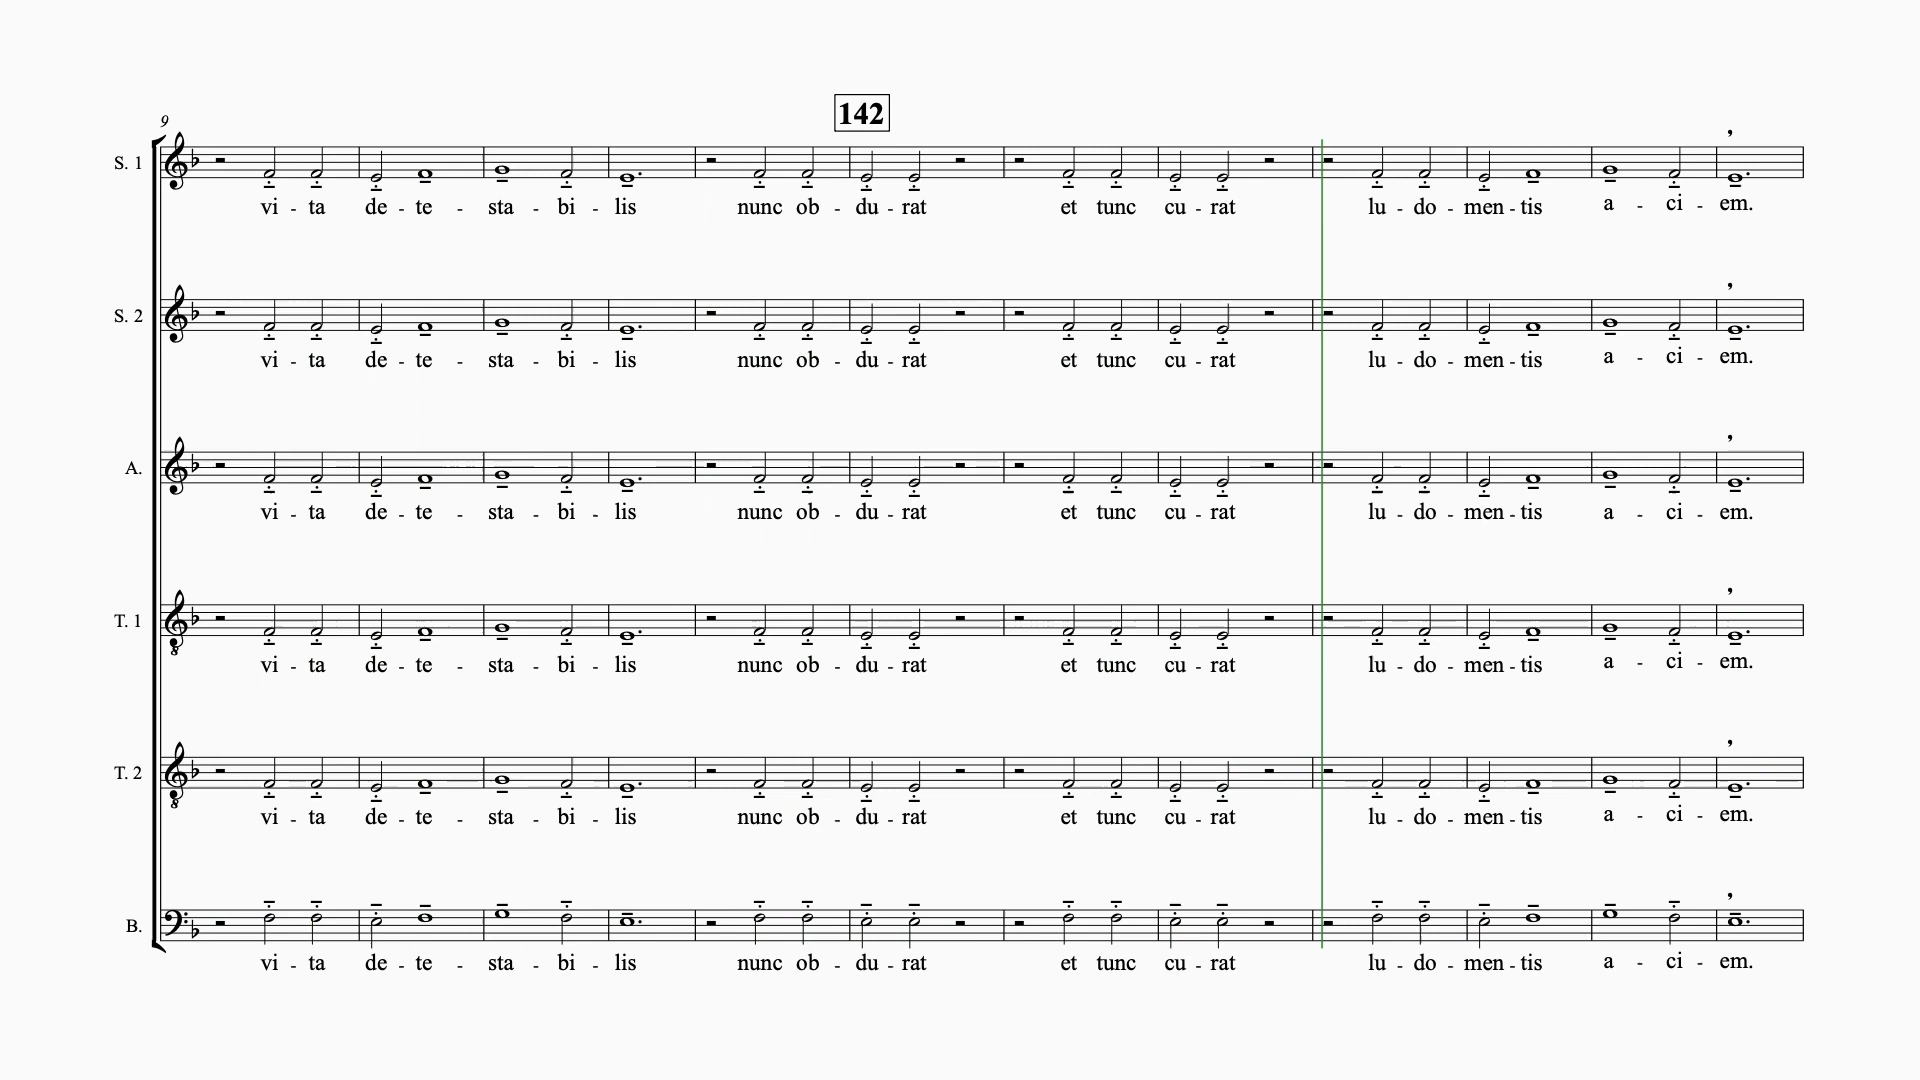 142
9
S. 1
vi - ta de - te - sta - bi - lis nunc ob - du - rat et tunc cu - rat lu - do - men - tis a - ci - em.
S. 2
vi - ta de - te - sta - bi - lis nunc ob - du - rat et tunc cu - rat lu - do - men - tis a - ci - em.
A.
vi - ta de - te - sta - bi - lis nunc ob - du - rat et tunc cu - rat lu - do - men - tis a - ci - em.
T. 1
vi - ta de - te - sta - bi - lis nunc ob - du - rat et tunc cu - rat lu - do - men - tis a - ci - em.
T. 2
vi - ta de - te - sta - bi - lis nunc ob - du - rat et tunc cu - rat lu - do - men - tis a - ci - em.
B.
vi - ta de - te - sta - bi - lis nunc ob - du - rat et tunc cu - rat lu - do - men - tis a - ci - em.